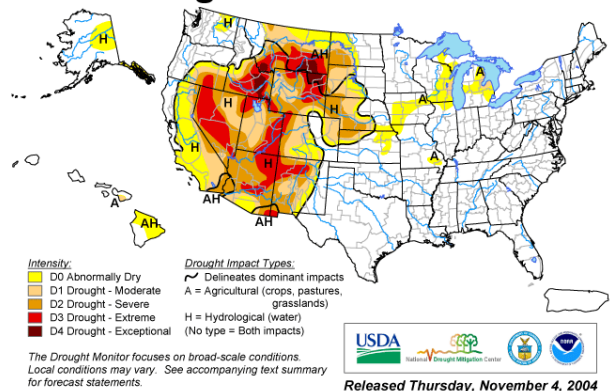 H
H
AH
H
H
H
H
H
AH
AH
A
A
A
A
AH
Intensity:
D0 Abnormally Dry
D1 Drought - Moderate
D2 Drought - Severe
D3 Drought - Extreme
D4 Drought - Exceptional
Drought Impact Types:
Delineates dominant impacts
A = Agricultural (crops, pastures,
grasslands)
H = Hydrological (water)
(No type = Both impacts)
The Drought Monitor focuses on broad-scale conditions.
Local conditions may vary. See accompanying text summary
for forecast statements.
USDA
National Drought Mitigation Center
Released Thursday, November 4, 2004